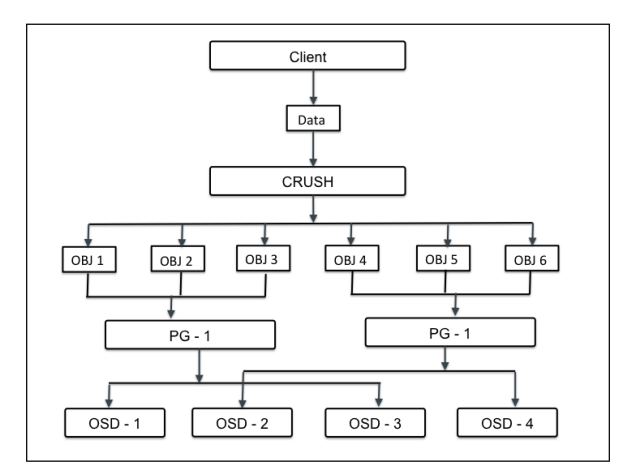 Client
Data
CRUSH
OBJ 1
OBJ 2
OBJ 3
OBJ 4
OBJ 5
OBJ 6
PG - 1
PG - 1
OSD - 1
OSD - 2
OSD - 3
OSD - 4